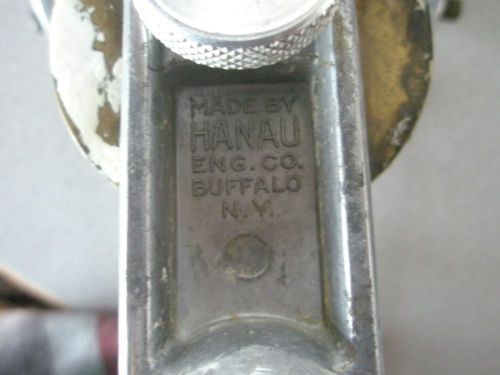 MADE BY
HANAU
ENG. CO.
BUFFALO
N.Y.